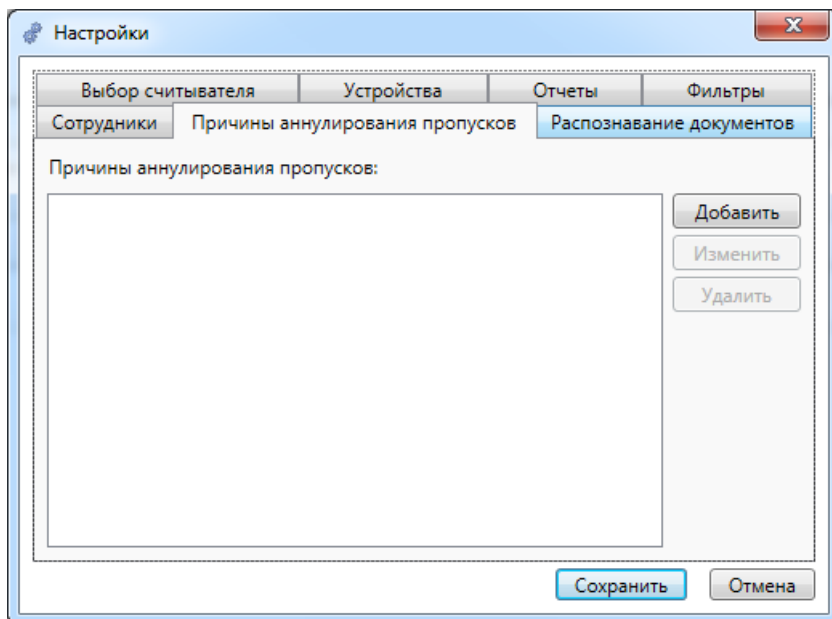 Настройки
Выбор считывателя Устройства Отчеты Фильтры
Сотрудники Причины аннулирования пропусков Распознавание документов
Причины аннулирования пропусков:
Добавить
Изменить
Удалить
Сохранить Отмена